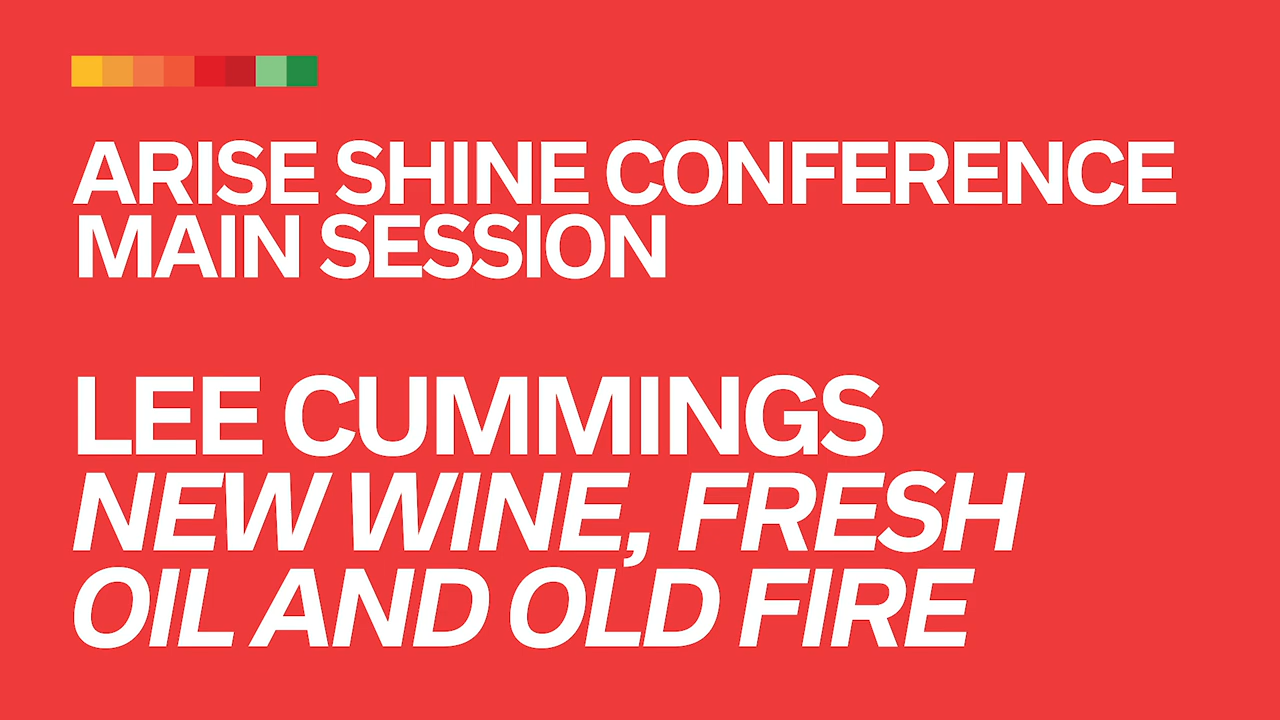 ARISE SHINE CONFERENCE
MAIN SESSION
LEE CUMMINGS
NEW WINE, FRESH
OIL AND OLD FIRE